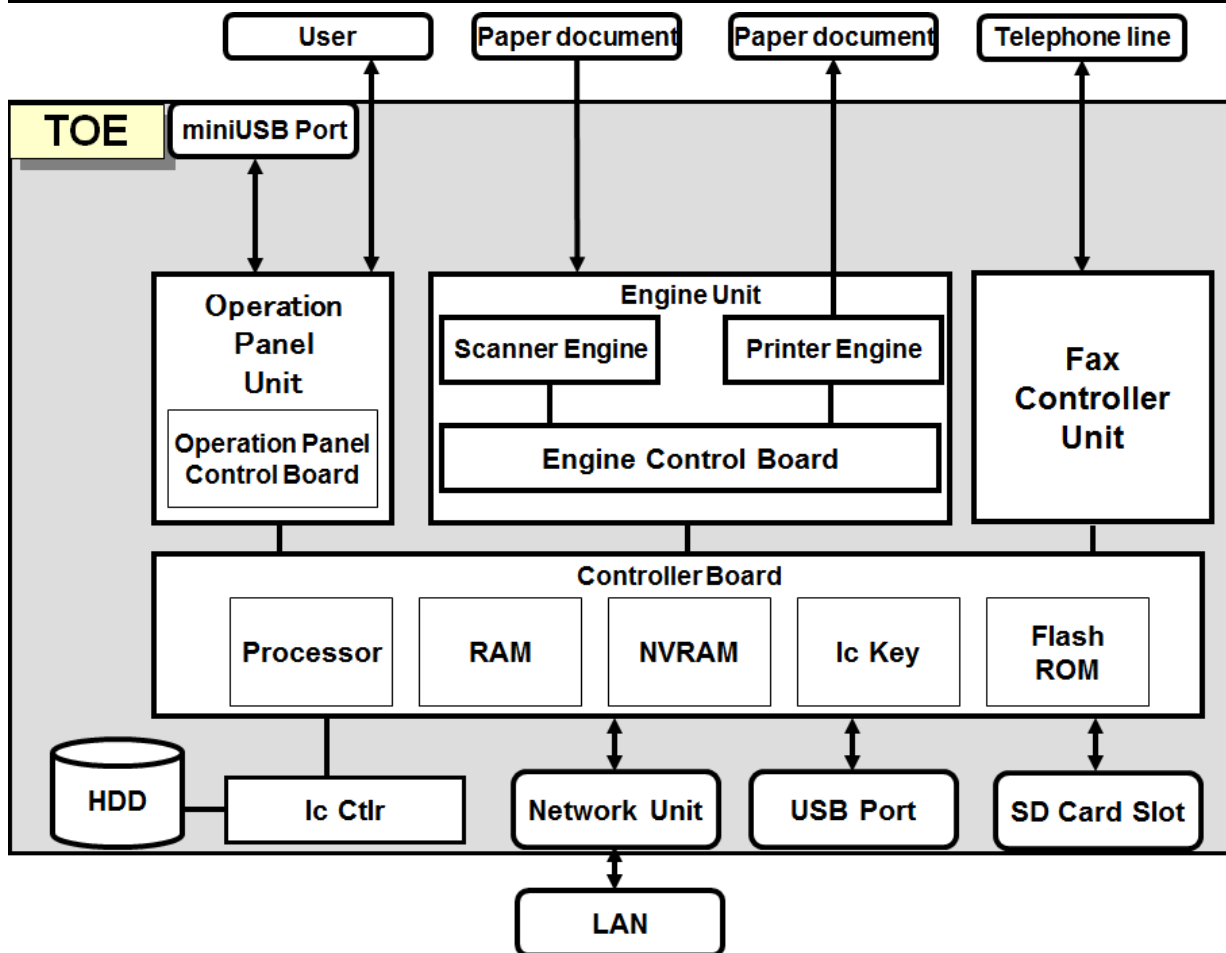 User
Paper document
Paper document
Telephone line
TOE
miniUSB Port
Operation
Panel
Unit
Operation Panel
Control Board
Engine Unit
Scanner Engine
Printer Engine
Engine Control Board
Fax
Controller
Unit
Controller Board
Processor
RAM
NVRAM
Ic Key
Flash
ROM
HDD
Ic Ctlr
Network Unit
USB Port
SD Card Slot
LAN